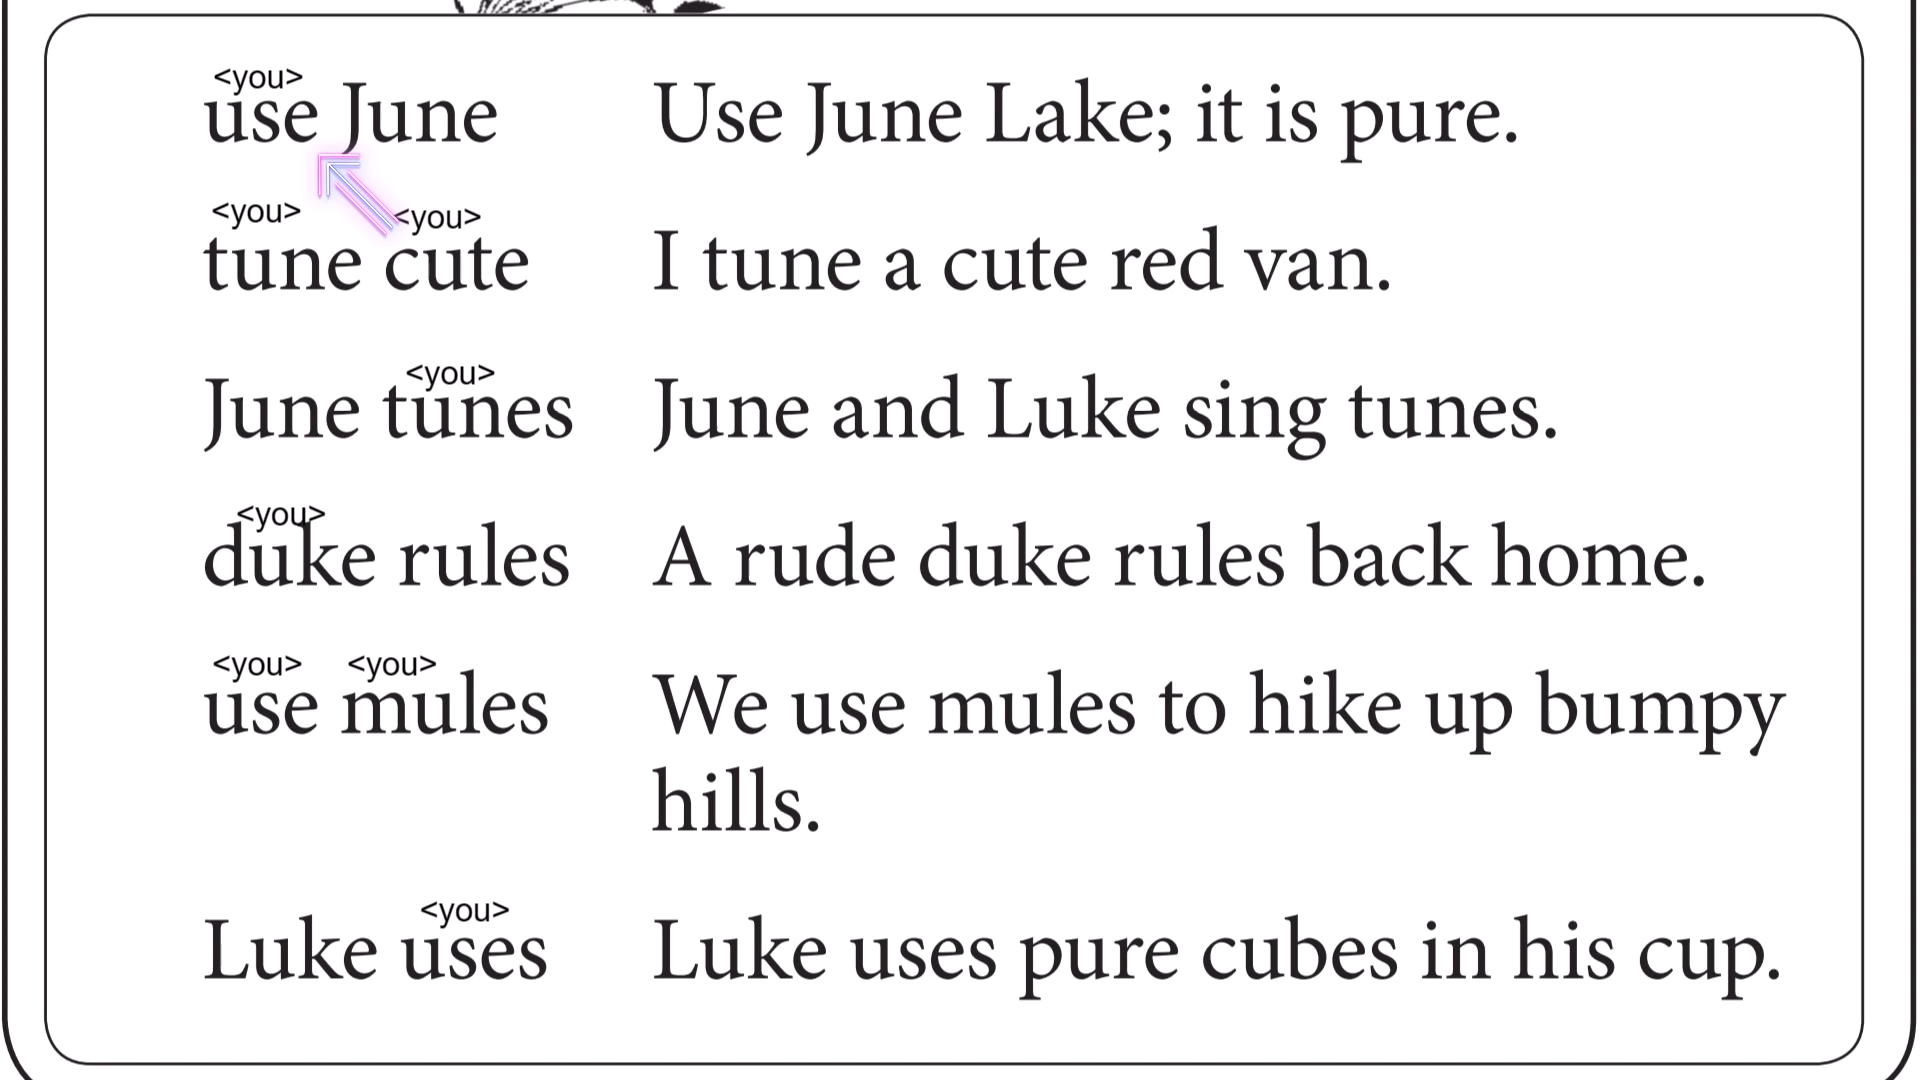 <you>
use June Use June Lake; it is pure.
<you> <you>
tune cute I tune a cute red van.
<you>
June tunes June and Luke sing tunes.
<you>
duke rules A rude duke rules back home.
<you> <you>
use mules We use mules to hike up bumpy
hills.
<you>
Luke uses Luke uses pure cubes in his cup.